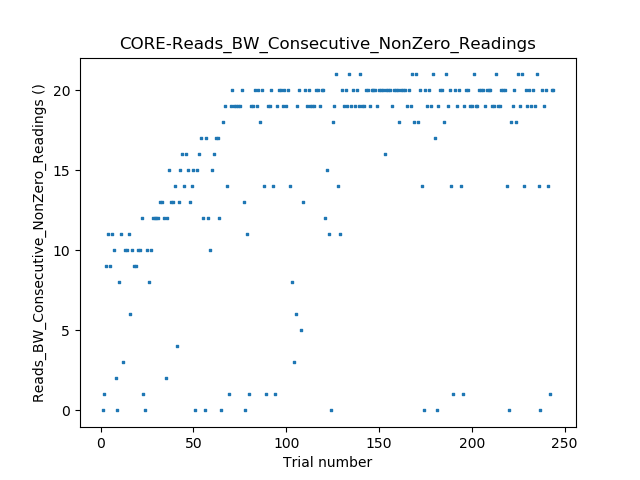 CORE-Reads_BW_Consecutive_NonZero_Readings
Reads_BW_Consecutive_NonZero_Readings ()
20
15
10
5
0
0 50 100 150 200 250
Trial number